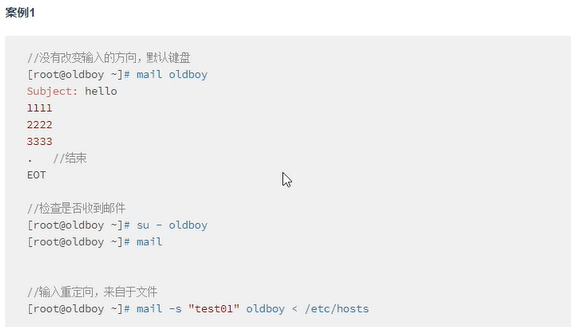 案例1
//没有改变输入的方向，默认键盘
[root@oldboy ~]# mail oldboy
Subject: hello
1111
2222
3333
.   //结束
EOT
//检查是否收到邮件
[root@oldboy ~]# su - oldboy
[root@oldboy ~]# mail
//输入重定向，来自于文件
[root@oldboy ~]# mail -s "test01" oldboy < /etc/hosts